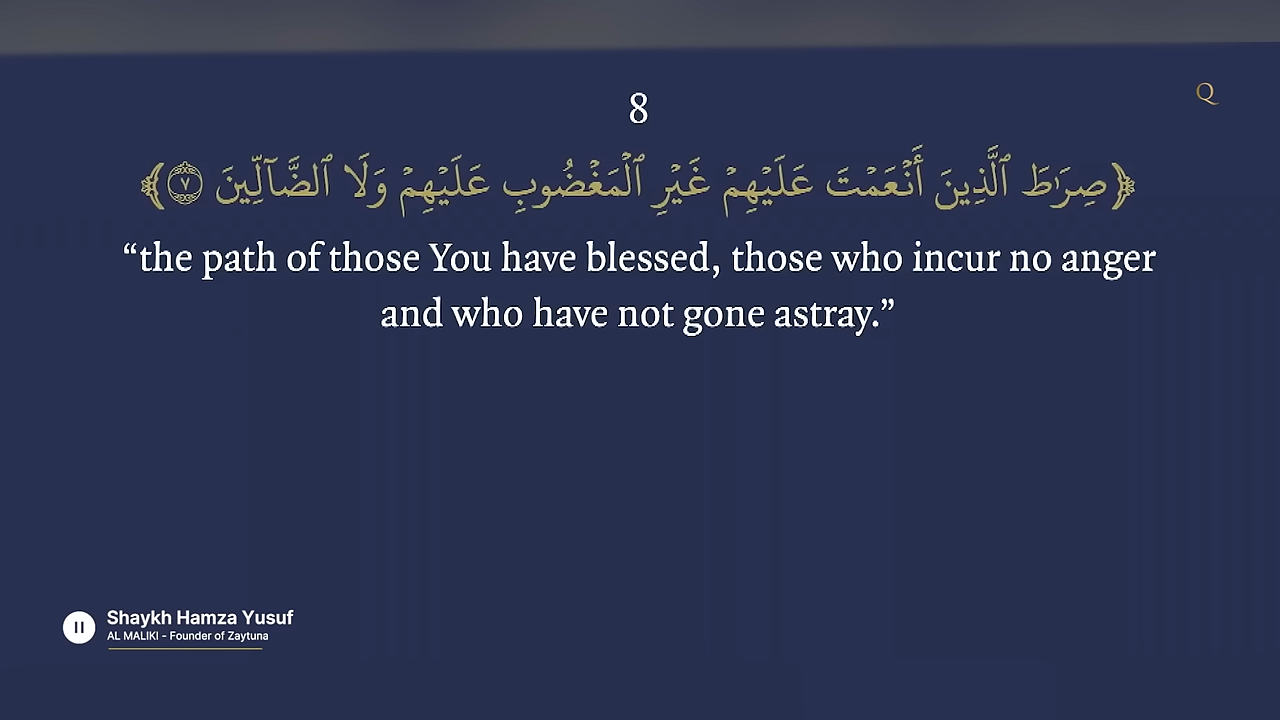 8
Q
﴿صِرَٰطَ ٱلَّذِينَ أَنْعَمْتَ عَلَيْهِمْ غَيْرِ ٱلْمَغْضُوبِ عَلَيْهِمْ وَلَا ٱلضَّآلِّينَ ٧﴾
“the path of those You have blessed, those who incur no anger
and who have not gone astray.”
Shaykh Hamza Yusuf
AL MALIKI - Founder of Zaytuna